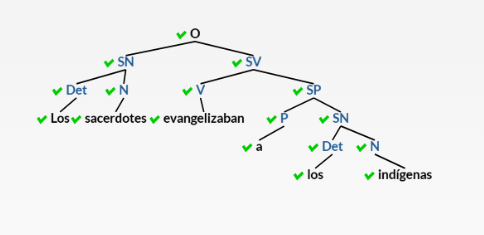 O
SN SV
Det N V SP
Los sacerdotes evangelizaban P SN
a Det N
los indígenas